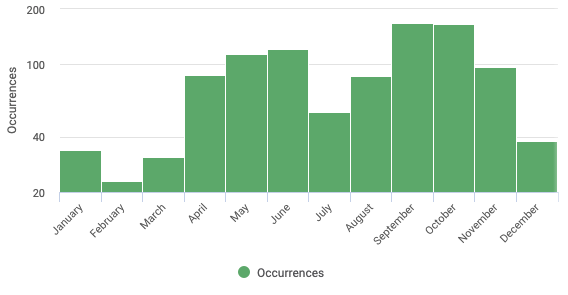 200
100
40
20
Occurrences
January
February
March
April
May
June
July
August
September
October
November
December
Occurrences